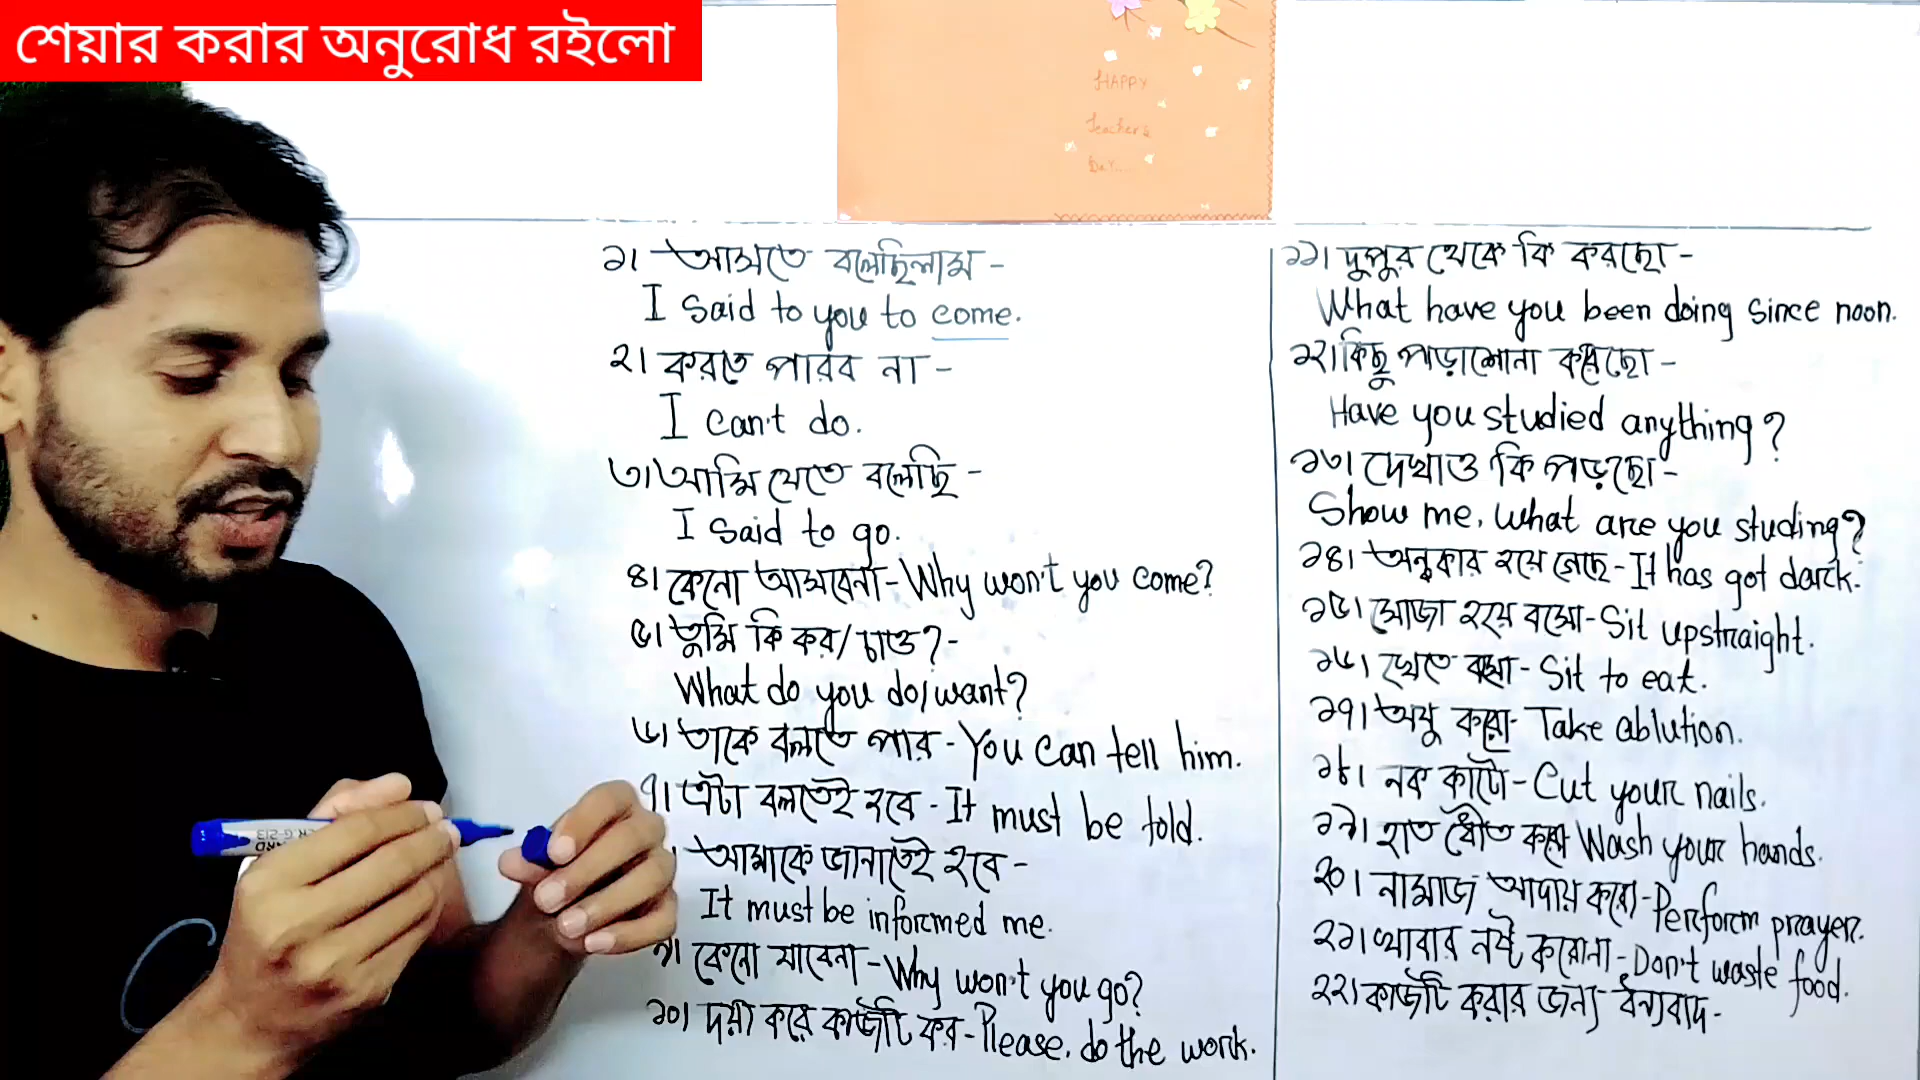 শেয়ার করার অনুরোধ রইলো
HAPPY
Teacher's
Day....
১। আসতে বলেছিলাম -
I said to you to come.
২। করতে পারব না -
I can't do.
৩। আমি যেতে বলেছি -
I said to go.
৪। কেনো আসবেনা - Why won't you come?
৫। তুমি কি কর/চাও? -
What do you do/want?
৬। তাকে বলতে পার - You can tell him.
৭। এটা বলতেই হবে - It must be told.
। আমাকে জানাতেই হবে -
It must be informed me.
৯। কেনো যাবেনা - Why won't you go?
১০। দয়া করে কাজটি কর - Please, do the work.
১১। দুপুর থেকে কি করছো -
What have you been doing since noon.
১২। কিছু পড়াশোনা করেছো -
Have you studied anything?
১৩। দেখাও কি পড়ছো -
Show me, what are you studing?
১৪। অন্ধকার হয়ে গেছে - It has got dark.
১৫। সোজা হয়ে বসো - Sit upstraight.
১৬। খেতে বসো - Sit to eat.
১৭। অযু করো - Take ablution.
১৮। নক কাটো - Cut your nails.
১৯। হাত ধৌত কর Wash your hands.
২০। নামাজ আদায় করো - Perform prayer.
২১। খাবার নষ্ট করোনা - Don't waste food.
২২। কাজটি করার জন্য ধন্যবাদ -